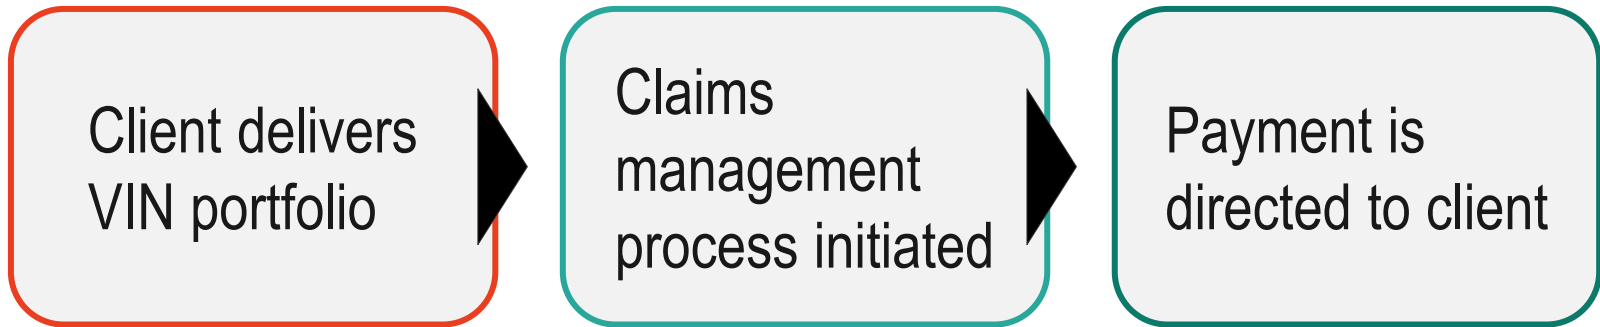 Client delivers
VIN portfolio
Claims
management
process initiated
Payment is
directed to client